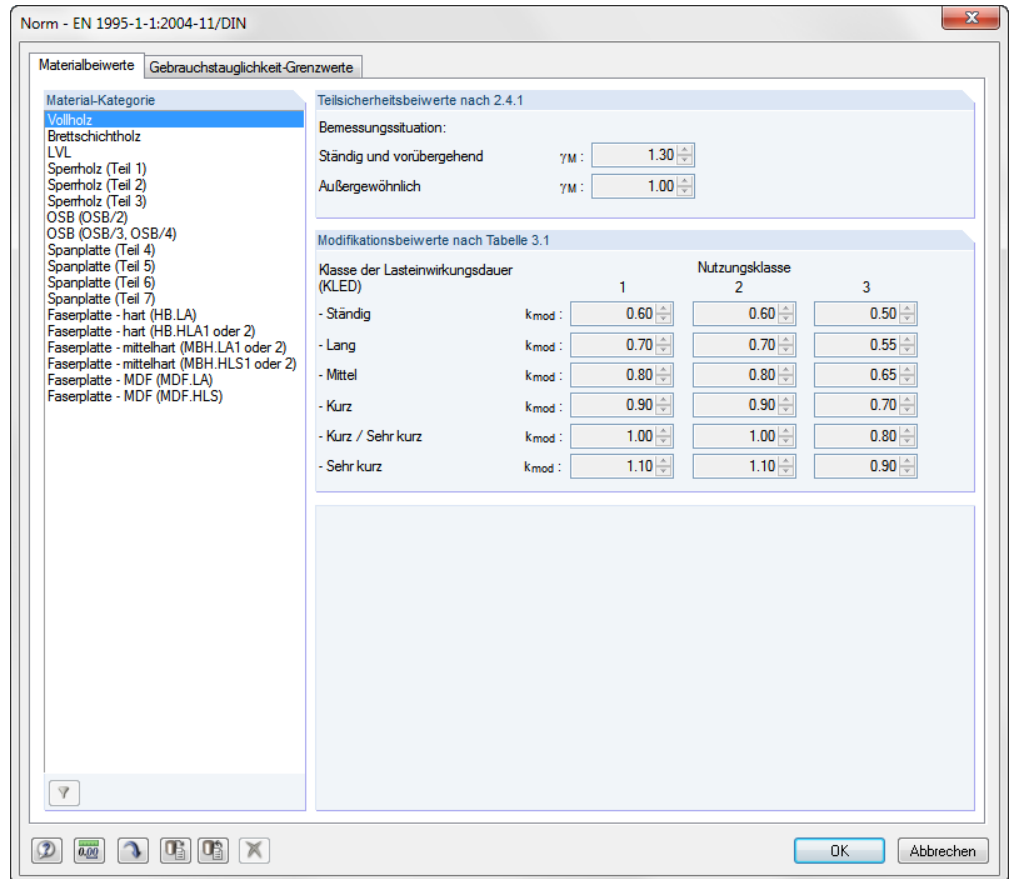 Norm - EN 1995-1-1:2004-11/DIN
Materialbeiwerte
Gebrauchstauglichkeit-Grenzwerte
Material-Kategorie
Vollholz
Brettschichtholz
LVL
Sperrholz (Teil 1)
Sperrholz (Teil 2)
Sperrholz (Teil 3)
OSB (OSB/2)
OSB (OSB/3, OSB/4)
Spanplatte (Teil 4)
Spanplatte (Teil 5)
Spanplatte (Teil 6)
Spanplatte (Teil 7)
Faserplatte - hart (HB.LA)
Faserplatte - hart (HB.HLA1 oder 2)
Faserplatte - mittelhart (MBH.LA1 oder 2)
Faserplatte - mittelhart (MBH.HLS1 oder 2)
Faserplatte - MDF (MDF.LA)
Faserplatte - MDF (MDF.HLS)
Teilsicherheitsbeiwerte nach 2.4.1
Bemessungssituation:
Ständig und vorübergehend γM : 1.30
Außergewöhnlich γM : 1.00
Modifikationsbeiwerte nach Tabelle 3.1
Klasse der Lasteinwirkungsdauer Nutzungsklasse
(KLED) 1 2 3
- Ständig kmod : 0.60 0.60 0.50
- Lang kmod : 0.70 0.70 0.55
- Mittel kmod : 0.80 0.80 0.65
- Kurz kmod : 0.90 0.90 0.70
- Kurz / Sehr kurz kmod : 1.00 1.00 0.80
- Sehr kurz kmod : 1.10 1.10 0.90
0.00
OK
Abbrechen